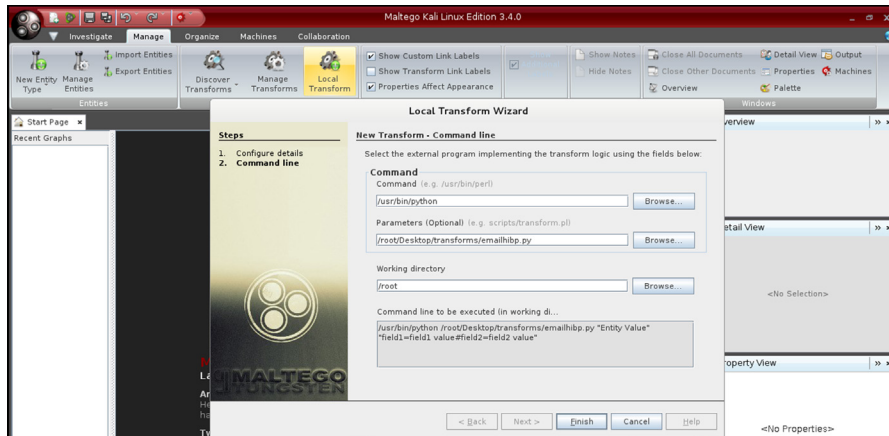 Maltego Kali Linux Edition 3.4.0
Investigate Manage Organize Machines Collaboration
New Entity Type
Manage Entities
Import Entities
Export Entities
Entities
Discover Transforms
Manage Transforms
Local Transform
Show Custom Link Labels
Show Transform Link Labels
Properties Affect Appearance
Show Notes
Hide Notes
Close All Documents
Close Other Documents
Overview
Detail View
Properties
Palette
Output
Machines
Windows
Start Page
Recent Graphs
Local Transform Wizard
Steps
1. Configure details
2. Command line
MALTEGO
TUNGSTEN
New Transform - Command line
Select the external program implementing the transform logic using the fields below:
Command
Command (e.g. /usr/bin/perl)
/usr/bin/python
Browse...
Parameters (Optional) (e.g. scripts/transform.pl)
/root/Desktop/transforms/emailhibp.py
Working directory
/root
Browse...
Command line to be executed (in working di...
/usr/bin/python /root/Desktop/transforms/emailhibp.py "Entity Value"
"field1=field1 value#field2=field2 value"
< Back
Next >
Finish
Cancel
Help
verview
etail View
<No Selection>
roperty View
<No Properties>